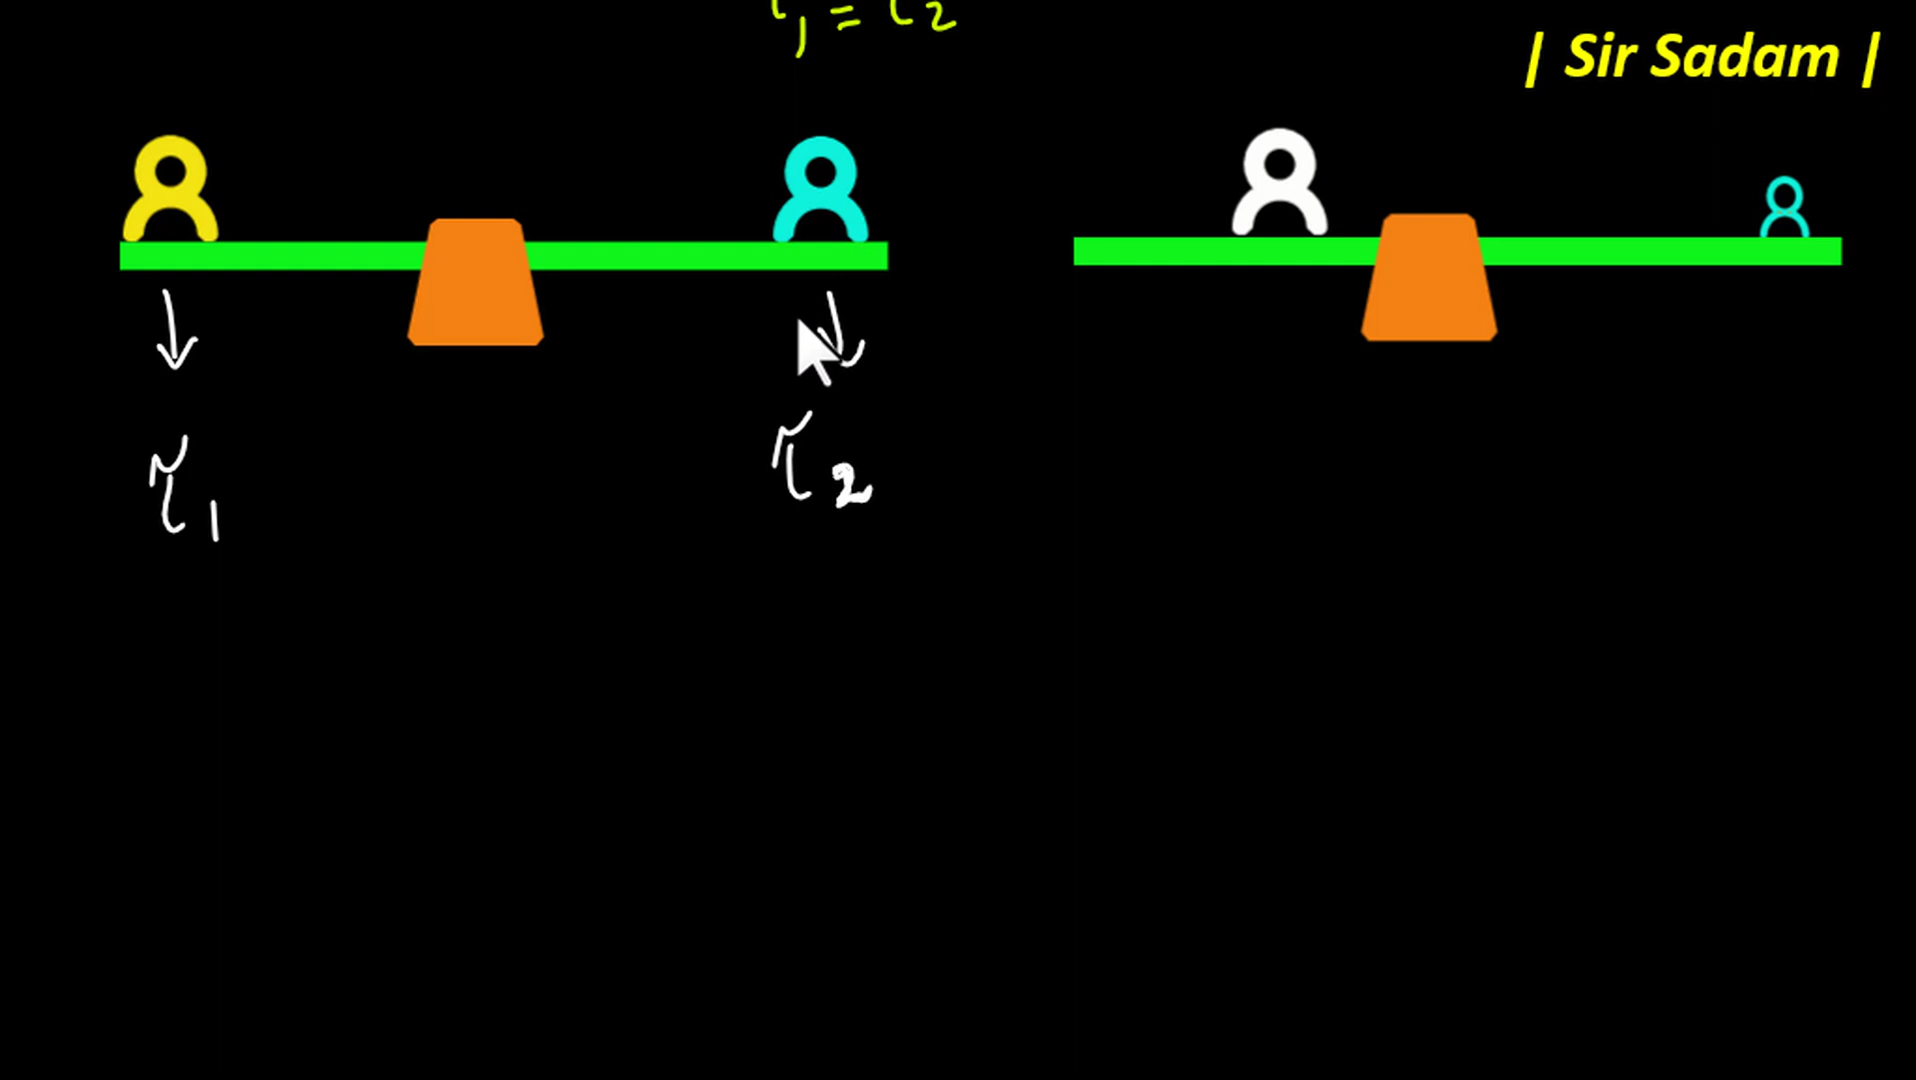 τ₁ = τ₂
| Sir Sadam |
τ₁
τ₂